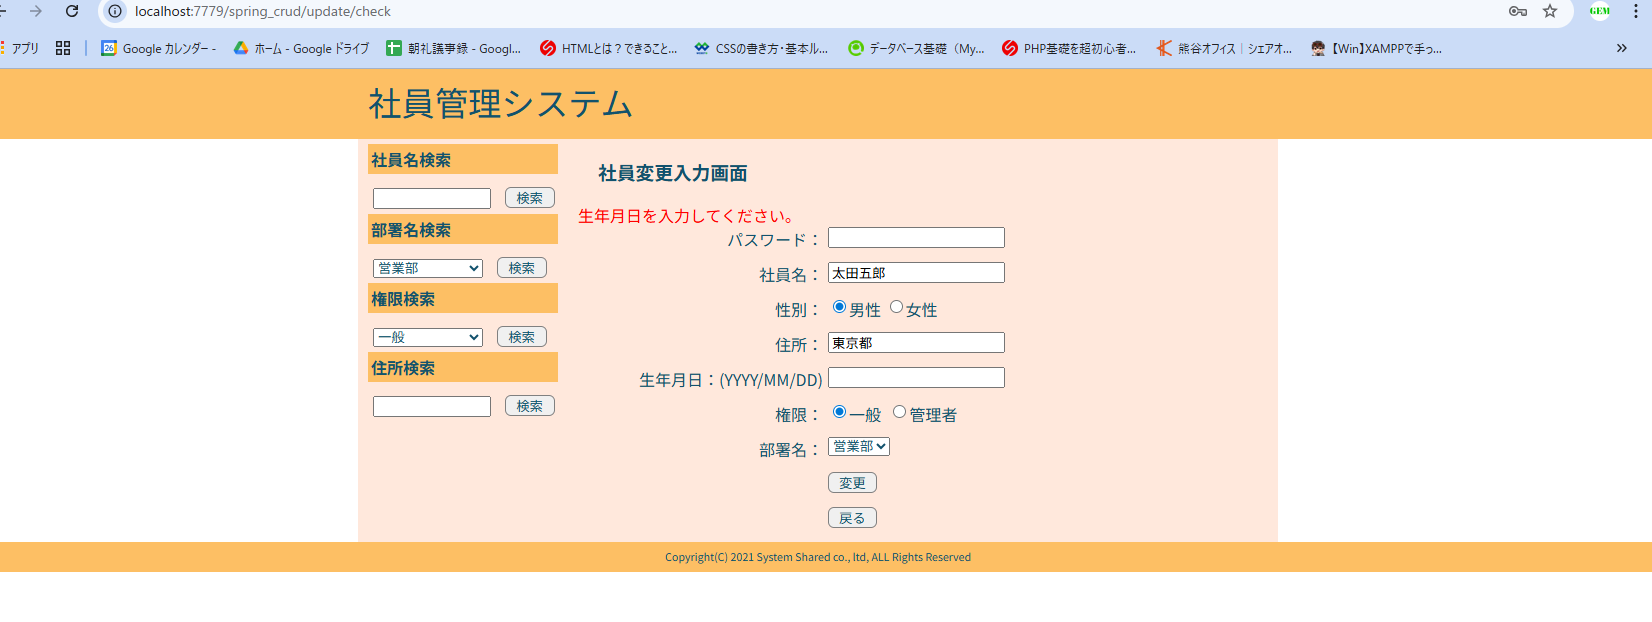 localhost:7779/spring_crud/update/check
GEM
アプリ
26
Google カレンダー -
ホーム - Google ドライブ
朝礼議事録 - Googl...
HTMLとは？できること...
CSSの書き方・基本ル...
データベース基礎（My...
PHP基礎を超初心者...
熊谷オフィス｜シェアオ...
【Win】XAMPPで手っ...
»
社員管理システム
社員名検索
検索
部署名検索
営業部
検索
権限検索
一般
検索
住所検索
検索
社員変更入力画面
生年月日を入力してください。
パスワード：
社員名： 太田五郎
性別： 男性 女性
住所： 東京都
生年月日：(YYYY/MM/DD)
権限： 一般 管理者
部署名： 営業部
変更
戻る
Copyright(C) 2021 System Shared co., ltd, ALL Rights Reserved